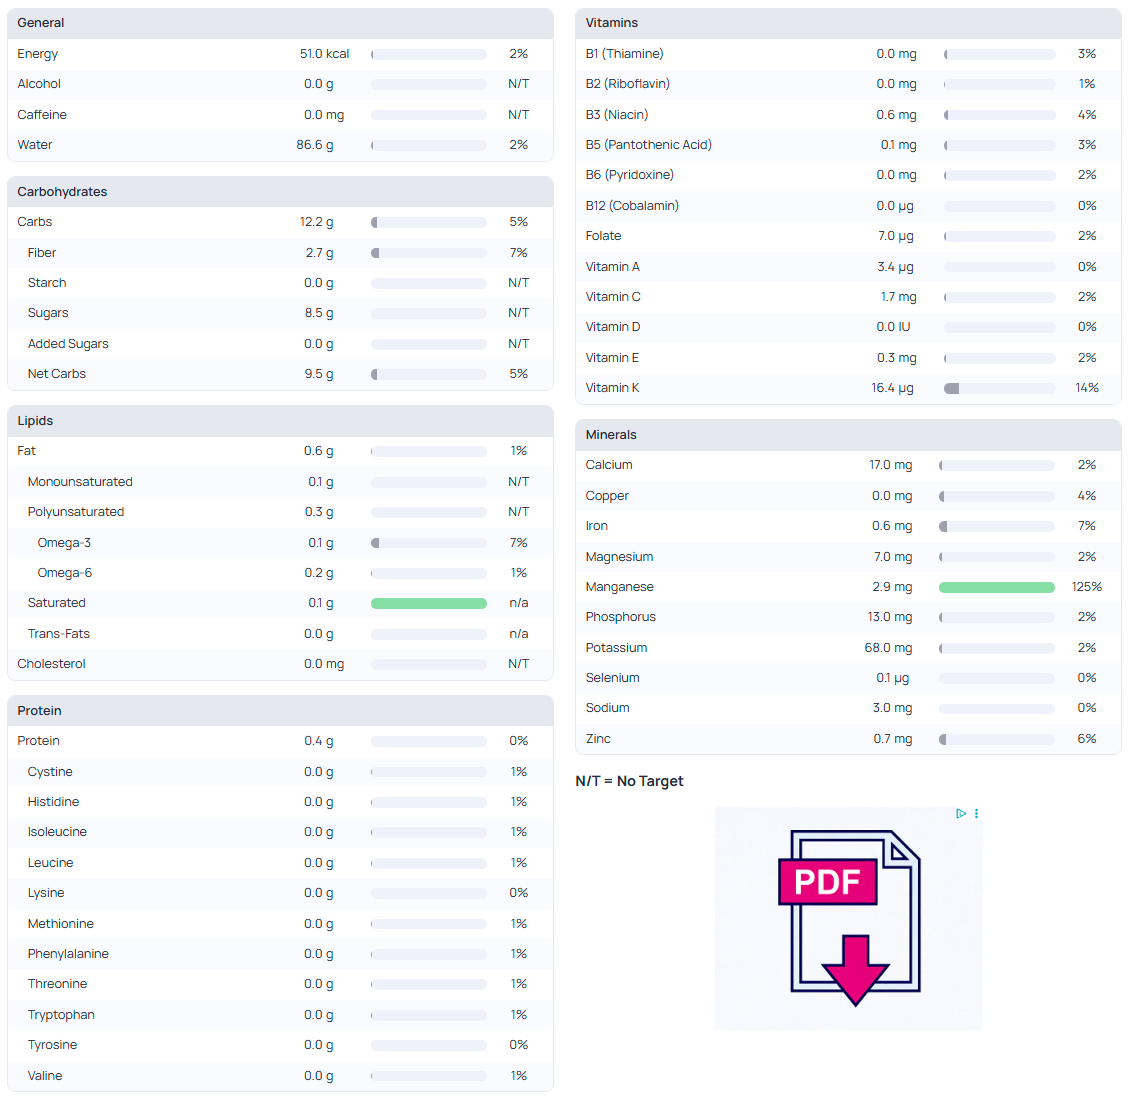 General
Energy 51.0 kcal 2%
Alcohol 0.0 g N/T
Caffeine 0.0 mg N/T
Water 86.6 g 2%
Carbohydrates
Carbs 12.2 g 5%
Fiber 2.7 g 7%
Starch 0.0 g N/T
Sugars 8.5 g N/T
Added Sugars 0.0 g N/T
Net Carbs 9.5 g 5%
Lipids
Fat 0.6 g 1%
Monounsaturated 0.1 g N/T
Polyunsaturated 0.3 g N/T
Omega-3 0.1 g 7%
Omega-6 0.2 g 1%
Saturated 0.1 g n/a
Trans-Fats 0.0 g n/a
Cholesterol 0.0 mg N/T
Protein
Protein 0.4 g 0%
Cystine 0.0 g 1%
Histidine 0.0 g 1%
Isoleucine 0.0 g 1%
Leucine 0.0 g 1%
Lysine 0.0 g 0%
Methionine 0.0 g 1%
Phenylalanine 0.0 g 1%
Threonine 0.0 g 1%
Tryptophan 0.0 g 1%
Tyrosine 0.0 g 0%
Valine 0.0 g 1%
Vitamins
B1 (Thiamine) 0.0 mg 3%
B2 (Riboflavin) 0.0 mg 1%
B3 (Niacin) 0.6 mg 4%
B5 (Pantothenic Acid) 0.1 mg 3%
B6 (Pyridoxine) 0.0 mg 2%
B12 (Cobalamin) 0.0 µg 0%
Folate 7.0 µg 2%
Vitamin A 3.4 µg 0%
Vitamin C 1.7 mg 2%
Vitamin D 0.0 IU 0%
Vitamin E 0.3 mg 2%
Vitamin K 16.4 µg 14%
Minerals
Calcium 17.0 mg 2%
Copper 0.0 mg 4%
Iron 0.6 mg 7%
Magnesium 7.0 mg 2%
Manganese 2.9 mg 125%
Phosphorus 13.0 mg 2%
Potassium 68.0 mg 2%
Selenium 0.1 µg 0%
Sodium 3.0 mg 0%
Zinc 0.7 mg 6%
N/T = No Target
PDF